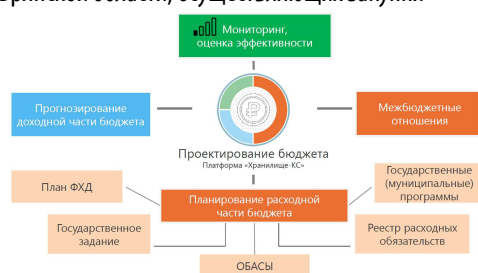 Мониторинг,
оценка эффективности
Прогнозирование
доходной части бюджета
Межбюджетные
отношения
Проектирование бюджета
Платформа «Хранилище-КС»
План ФХД
Планирование расходной
части бюджета
Государственные
(муниципальные)
программы
Государственное
задание
Реестр расходных
обязательств
ОБАСЫ